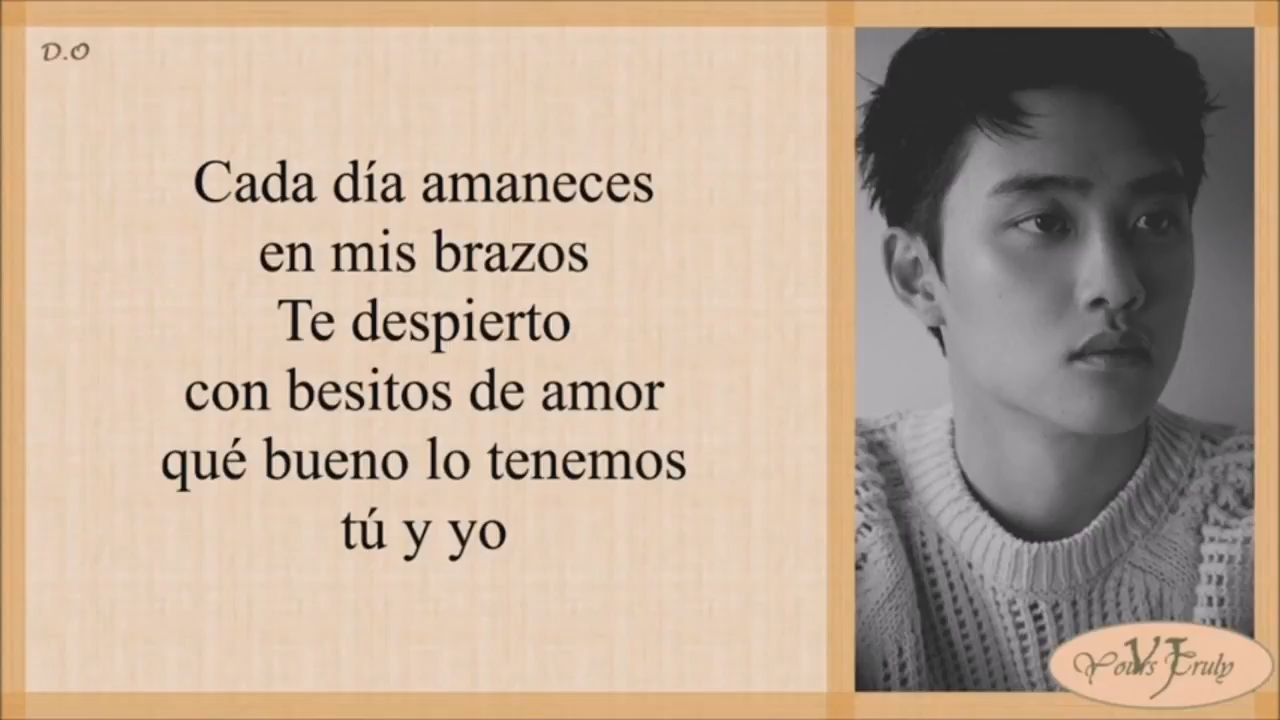 D.O
Cada día amaneces
en mis brazos
Te despierto
con besitos de amor
qué bueno lo tenemos
tú y yo
VJ
Yours Truly